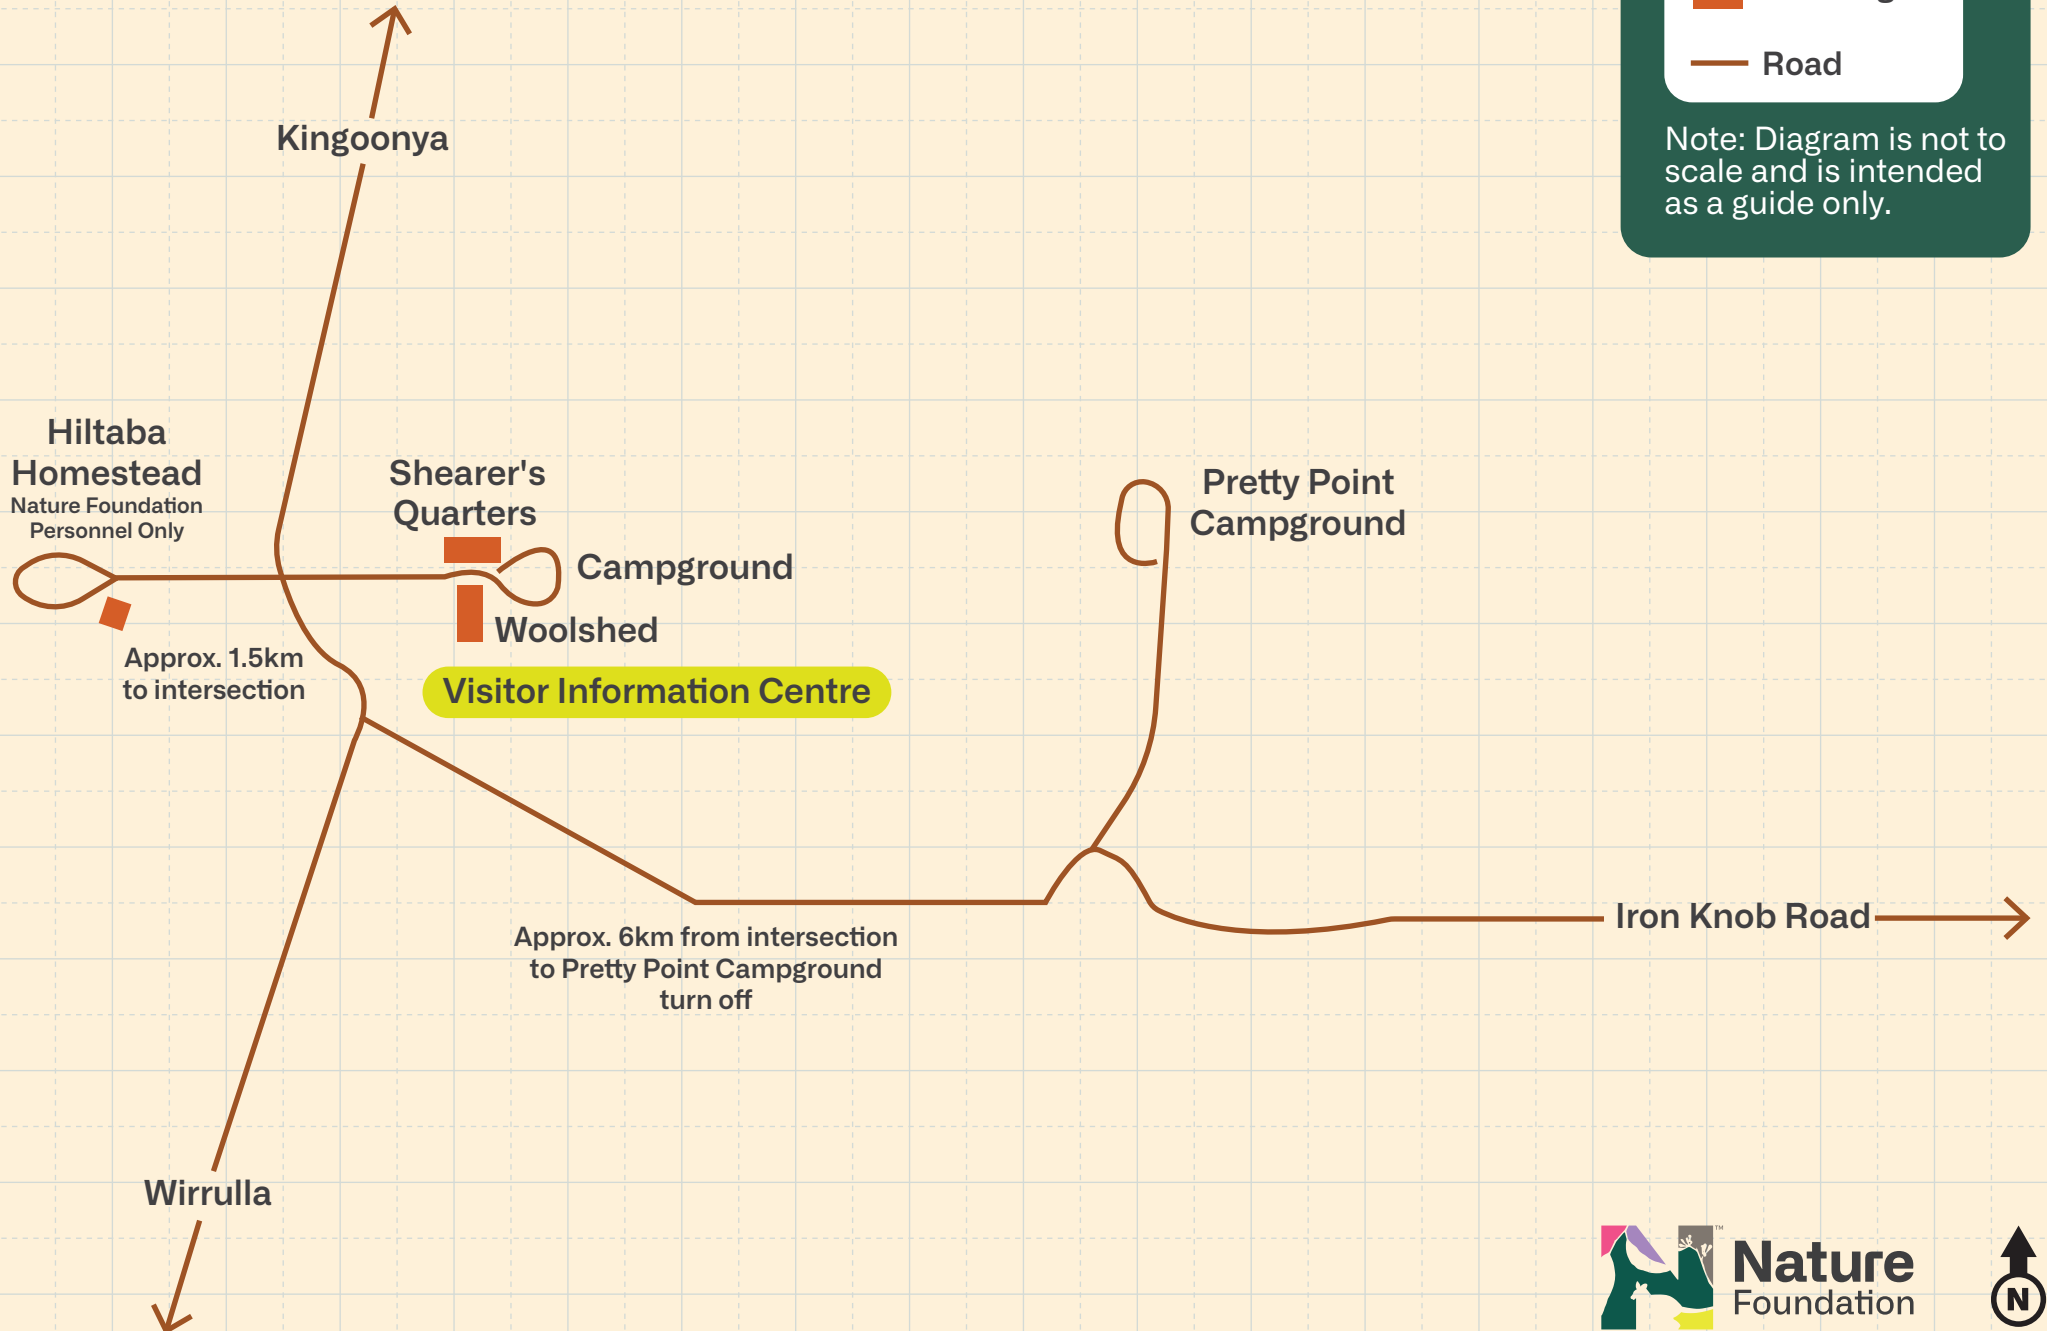 Road
Note: Diagram is not to
scale and is intended
as a guide only.
Kingoonya
Hiltaba
Homestead
Nature Foundation
Personnel Only
Shearer's
Quarters
Campground
Woolshed
Visitor Information Centre
Approx. 1.5km
to intersection
Pretty Point
Campground
Approx. 6km from intersection
to Pretty Point Campground
turn off
Iron Knob Road
Wirrulla
TM
Nature
Foundation
N